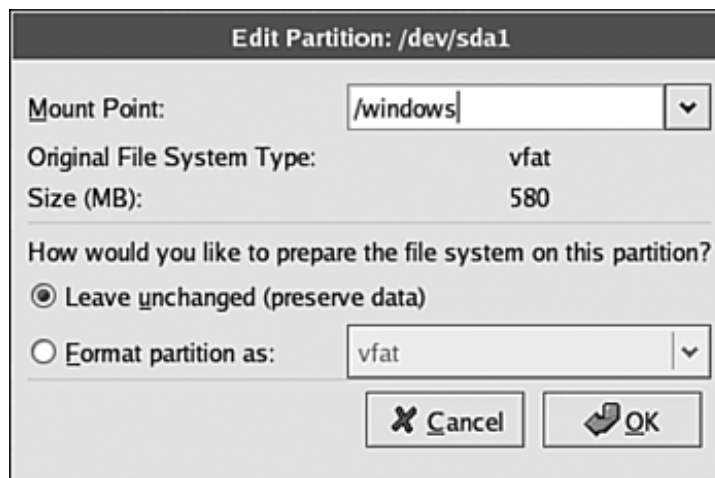 Edit Partition: /dev/sda1
Mount Point: /windows
Original File System Type: vfat
Size (MB): 580
How would you like to prepare the file system on this partition?
Leave unchanged (preserve data)
Format partition as: vfat
Cancel OK